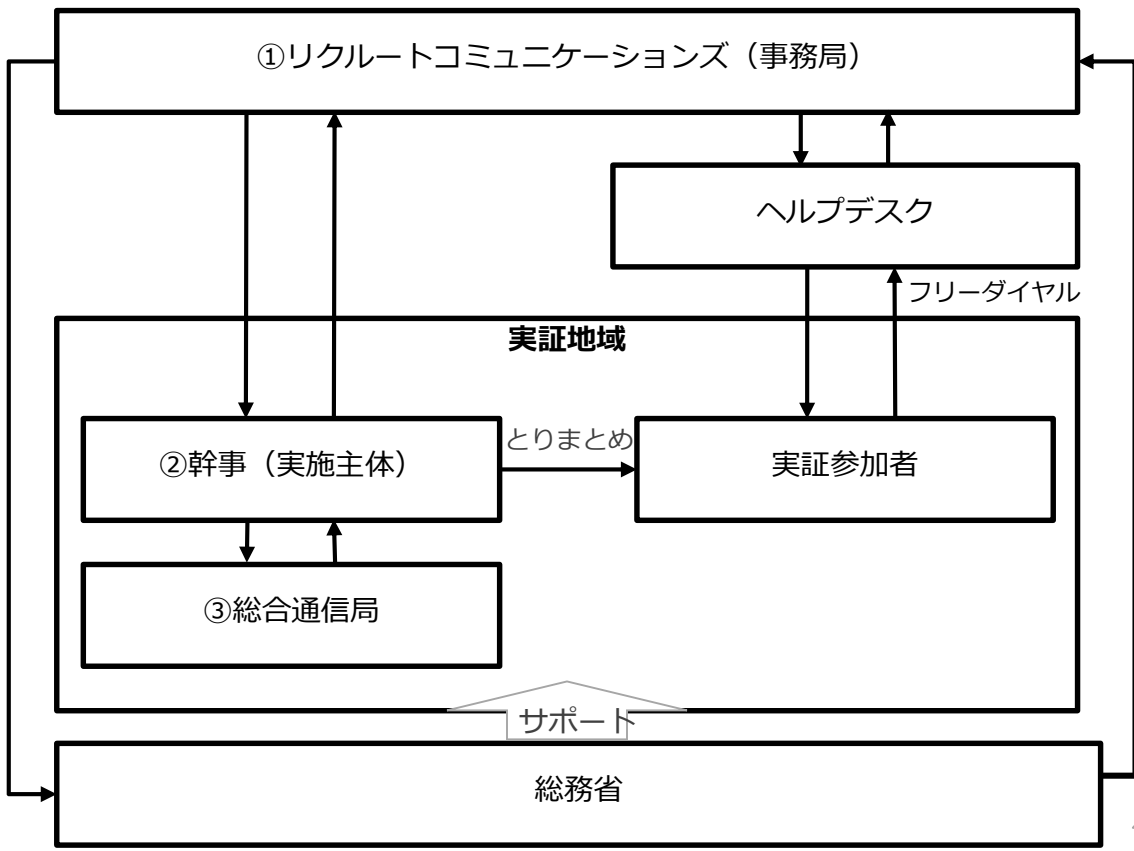 ①リクルートコミュニケーションズ（事務局）
ヘルプデスク
フリーダイヤル
実証地域
②幹事（実施主体）
とりまとめ
実証参加者
③総合通信局
サポート
総務省